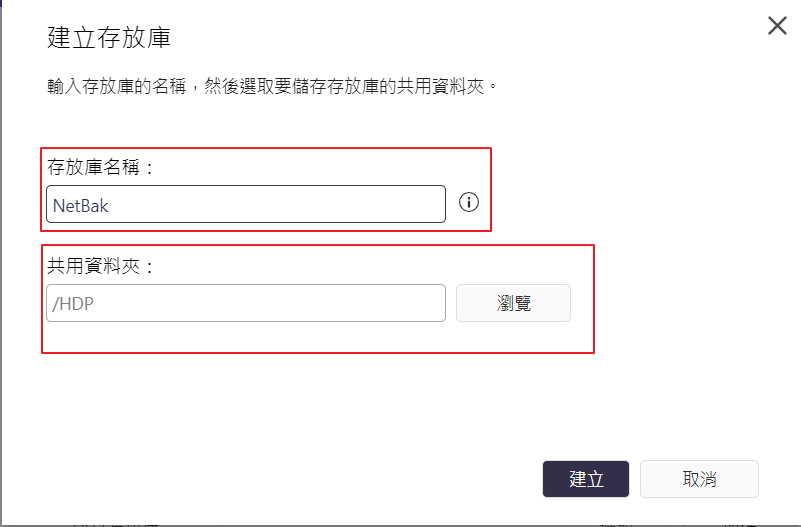 建立存放庫
輸入存放庫的名稱，然後選取要儲存存放庫的共用資料夾。
存放庫名稱：
NetBak
共用資料夾：
/HDP
瀏覽
建立
取消